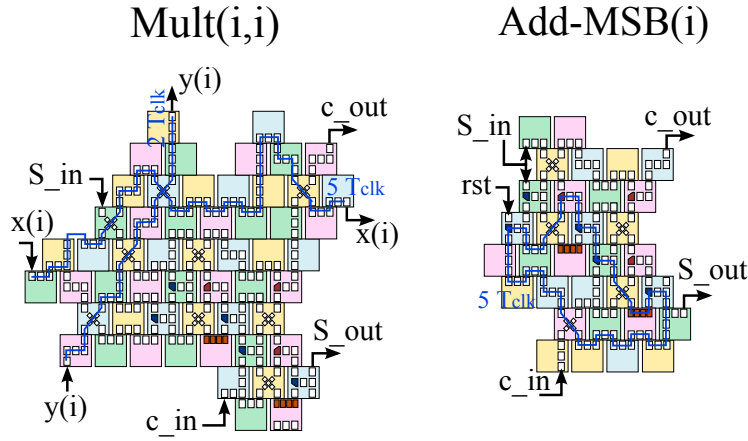 Mult(i,i)
Add-MSB(i)
y(i)
2 Tclk
c_out
S_in
5 Tclk
x(i)
x(i)
S_out
y(i)
c_in
S_in
c_out
rst
S_out
5 Tclk
c_in